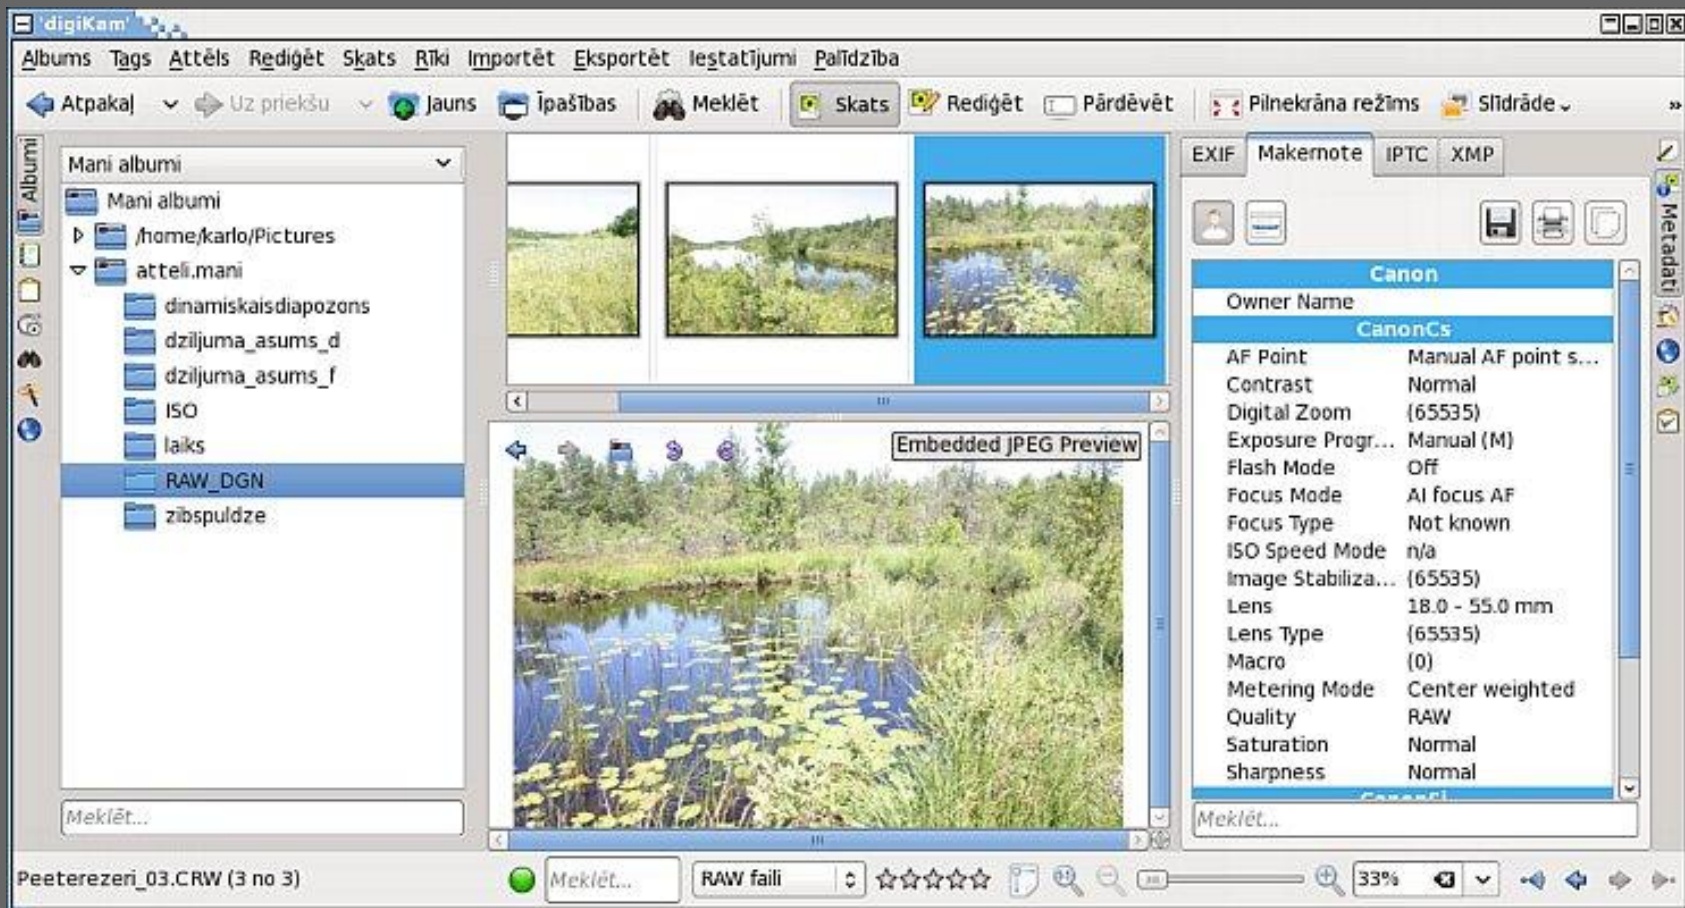 'digiKam'
Albums Tags Attēls Rediģēt Skats Rīki Importēt Eksportēt Iestatījumi Palīdzība
Atpakaļ Uz priekšu Jauns Īpašības Meklēt Skats Rediģēt Pārdēvēt Pilnekrāna režīms Slīdrāde »
Albumi
Mani albumi
Mani albumi
/home/karlo/Pictures
atteli.mani
dinamiskaisdiapozons
dziljuma_asums_d
dziljuma_asums_f
ISO
laiks
RAW_DGN
zibspuldze
Meklēt...
Embedded JPEG Preview
EXIF Makernote IPTC XMP
Canon
Owner Name
CanonCs
AF Point Manual AF point s...
Contrast Normal
Digital Zoom (65535)
Exposure Progr... Manual (M)
Flash Mode Off
Focus Mode AI focus AF
Focus Type Not known
ISO Speed Mode n/a
Image Stabiliza... (65535)
Lens 18.0 - 55.0 mm
Lens Type (65535)
Macro (0)
Metering Mode Center weighted
Quality RAW
Saturation Normal
Sharpness Normal
Meklēt...
Metadati
Peeterezeri_03.CRW (3 no 3) Meklēt... RAW faili 33%